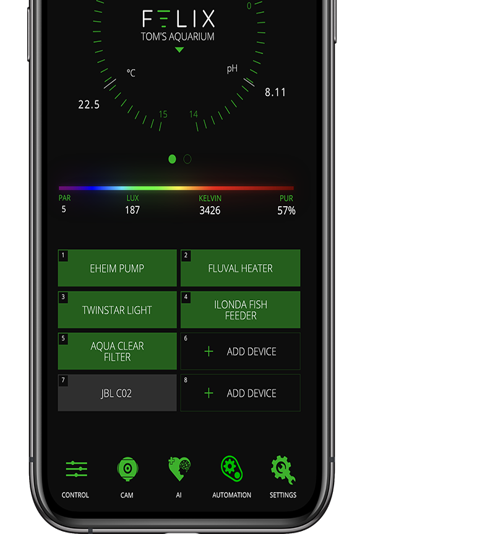 0
FELIX
TOM'S AQUARIUM
°C
pH
22.5
8.11
15
14
PAR LUX KELVIN PUR
5 187 3426 57%
1 2
EHEIM PUMP FLUVAL HEATER
3 4
TWINSTAR LIGHT
ILONDA FISH
FEEDER
5 6
AQUA CLEAR
FILTER
+ ADD DEVICE
7 8
JBL C02 + ADD DEVICE
CONTROL CAM AI AUTOMATION SETTINGS